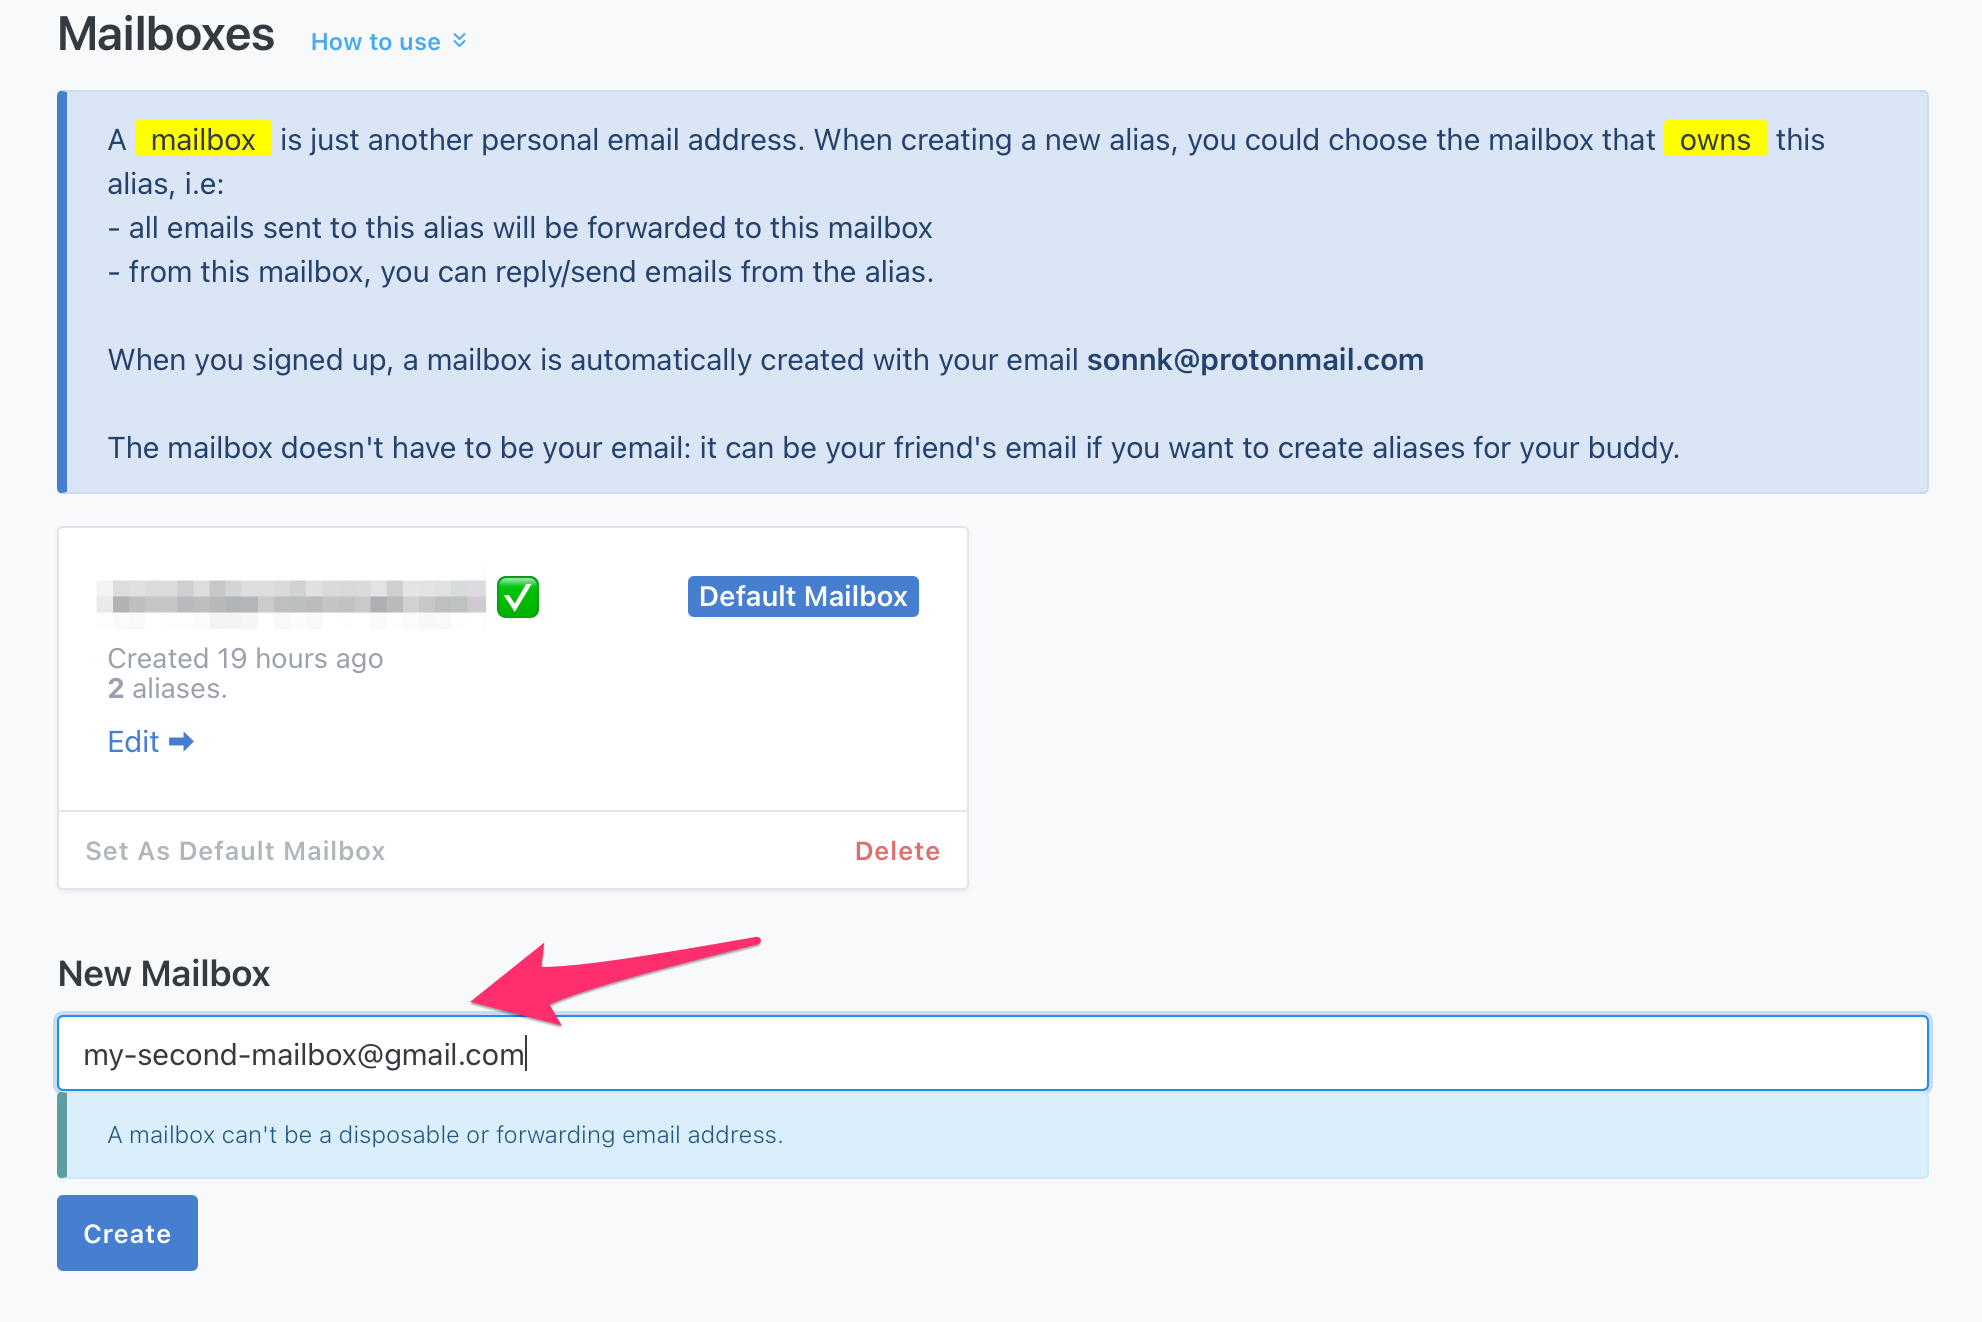 Mailboxes How to use
A mailbox is just another personal email address. When creating a new alias, you could choose the mailbox that owns this
alias, i.e:
- all emails sent to this alias will be forwarded to this mailbox
- from this mailbox, you can reply/send emails from the alias.
When you signed up, a mailbox is automatically created with your email sonnk@protonmail.com
The mailbox doesn't have to be your email: it can be your friend's email if you want to create aliases for your buddy.
Default Mailbox
Created 19 hours ago
2 aliases.
Edit
Set As Default Mailbox Delete
New Mailbox
my-second-mailbox@gmail.com
A mailbox can't be a disposable or forwarding email address.
Create